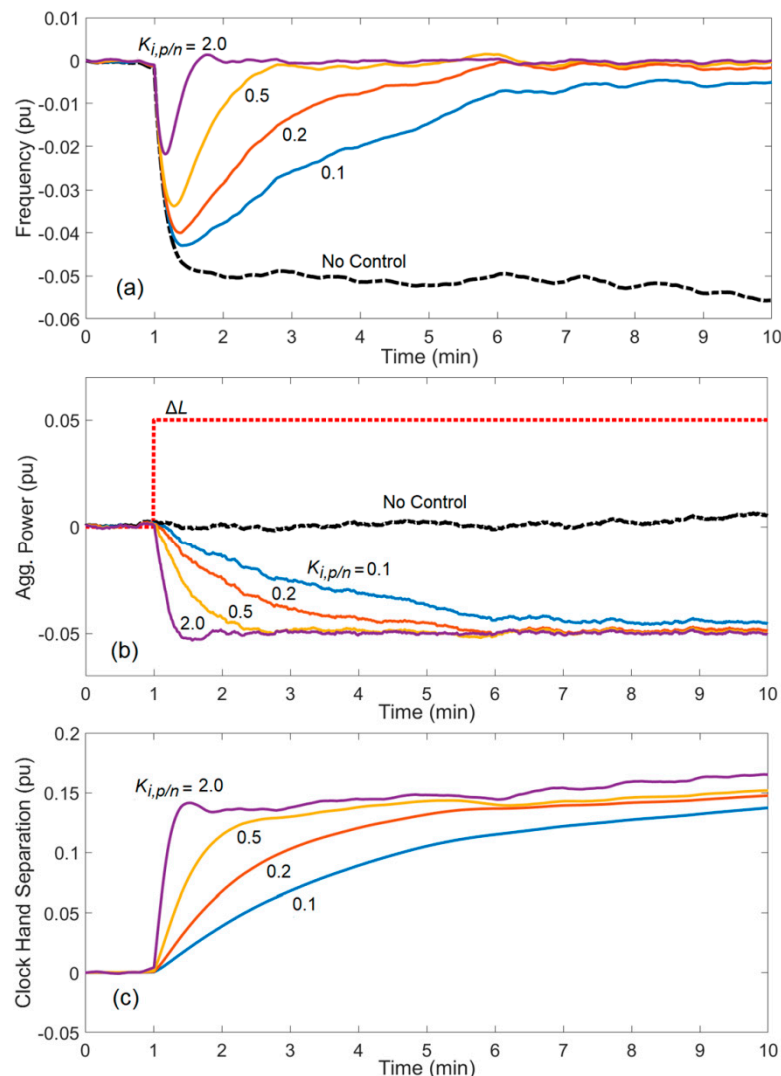 0.01
K_{i,p/n} = 2.0
0
0.5
-0.01
0.2
-0.02
0.1
-0.03
-0.04
No Control
-0.05
(a)
-0.06
Frequency (pu)
0 1 2 3 4 5 6 7 8 9 10
Time (min)
ΔL
0.05
No Control
0
K_{i,p/n} = 0.1
0.2
0.5
2.0
-0.05
(b)
Agg. Power (pu)
0 1 2 3 4 5 6 7 8 9 10
Time (min)
0.2
K_{i,p/n} = 2.0
0.15
0.5
0.1
0.2
0.05
0.1
0
(c)
-0.05
Clock Hand Separation (pu)
0 1 2 3 4 5 6 7 8 9 10
Time (min)